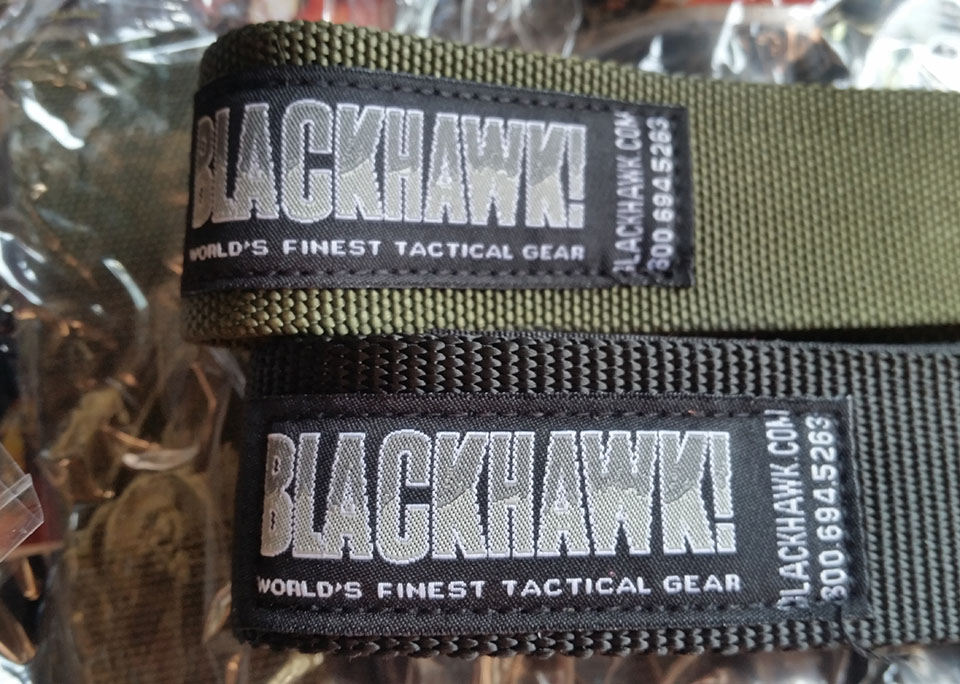 BLACKHAWK!
WORLD'S FINEST TACTICAL GEAR
BLACKHAWK.COM
800.694.5263
BLACKHAWK!
WORLD'S FINEST TACTICAL GEAR
BLACKHAWK.COM
800.694.5263